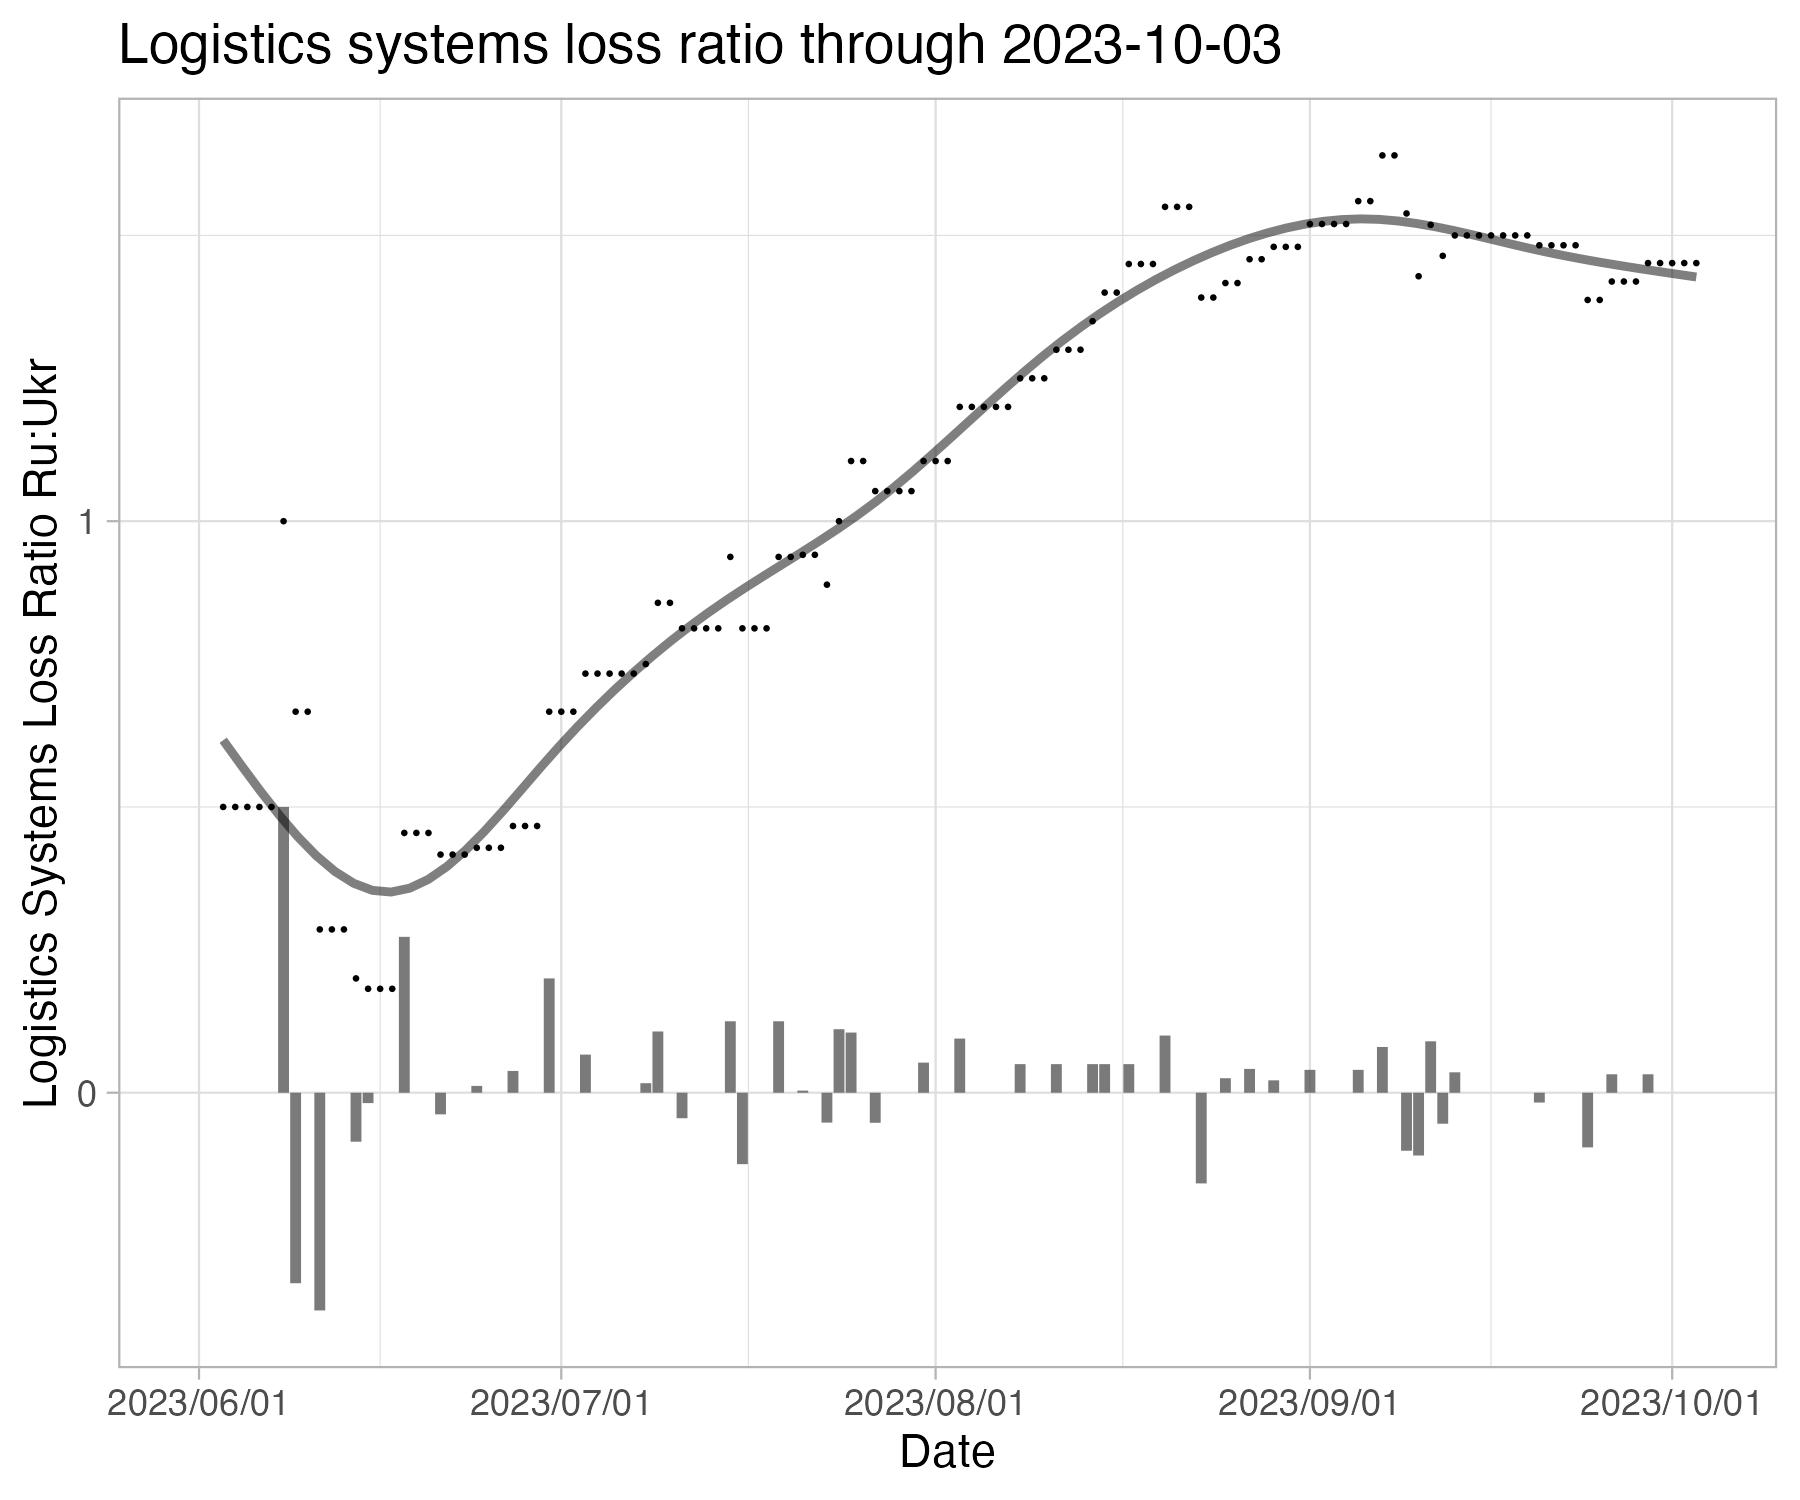 Logistics systems loss ratio through 2023-10-03
Logistics Systems Loss Ratio Ru:Ukr
1
0
2023/06/01
2023/07/01
2023/08/01
2023/09/01
2023/10/01
Date